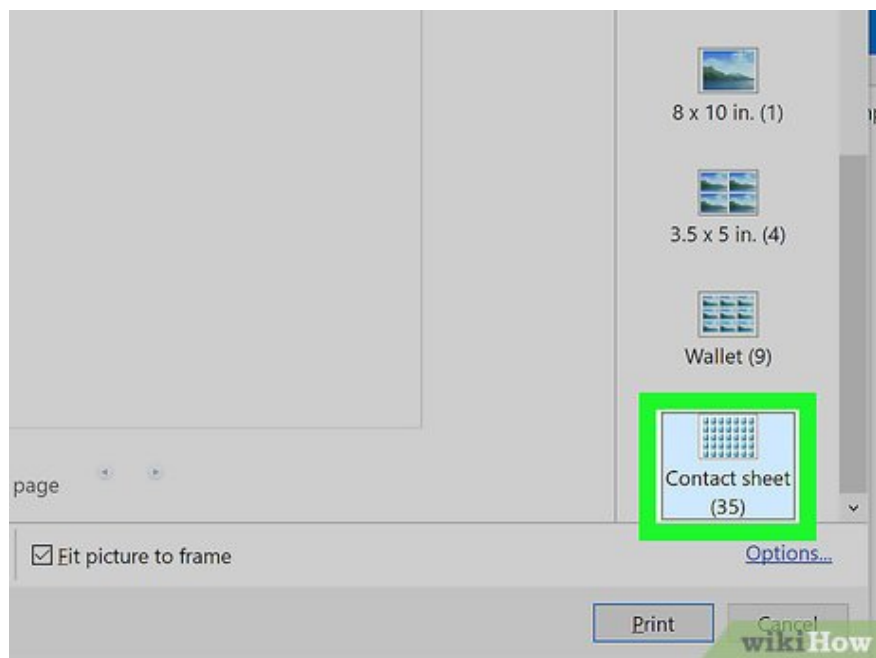 8 x 10 in. (1)
3.5 x 5 in. (4)
Wallet (9)
Contact sheet
(35)
page
Fit picture to frame
Options...
Print
Cancel
wikiHow